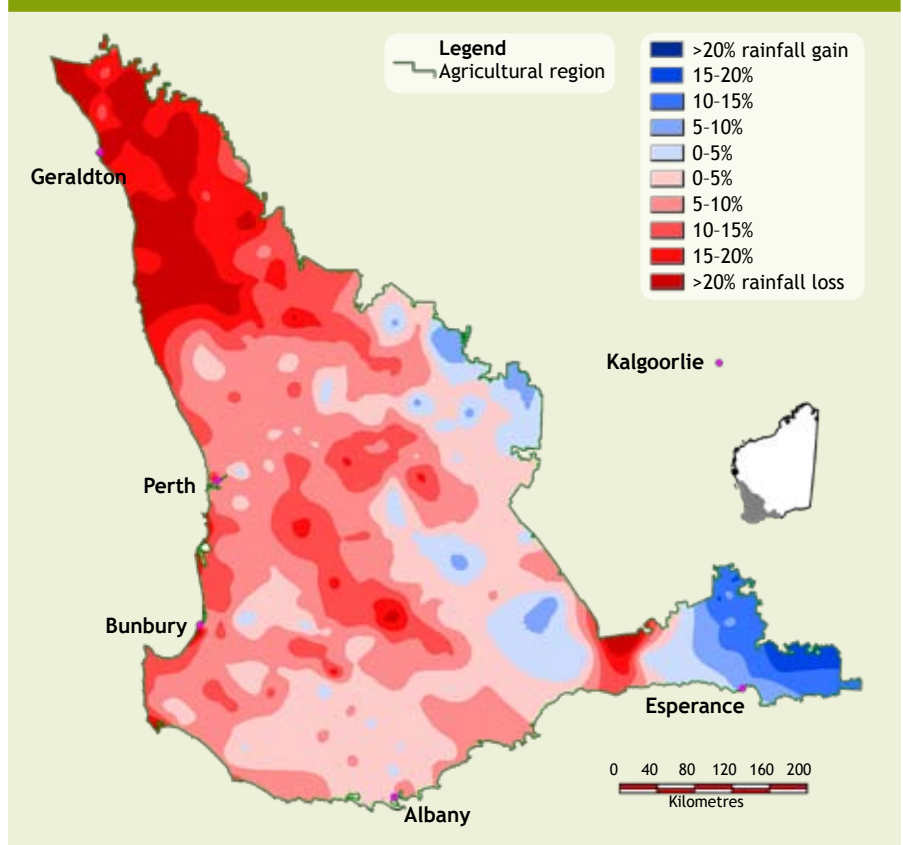 Legend
Agricultural region
>20% rainfall gain
15-20%
10-15%
5-10%
0-5%
0-5%
5-10%
10-15%
15-20%
>20% rainfall loss
Geraldton
Kalgoorlie
Perth
Bunbury
Esperance
Albany
0 40 80 120 160 200
Kilometres